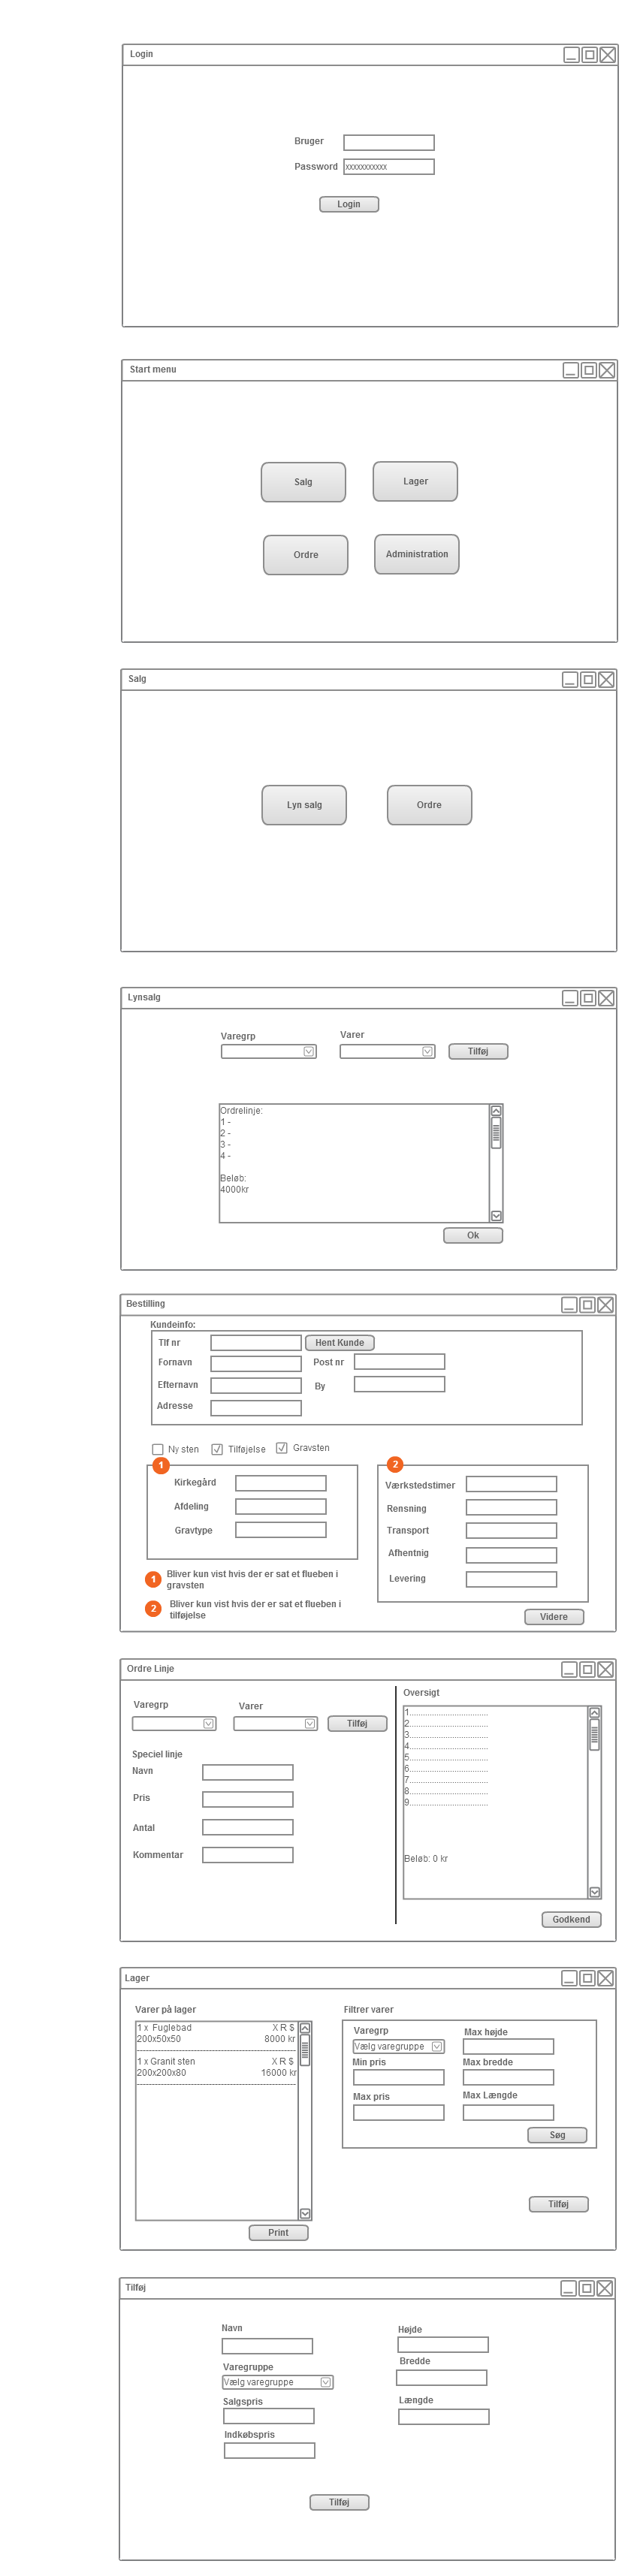 Login
Bruger
Password xxxxxxxxxxx
Login
Start menu
Salg
Lager
Ordre
Administration
Salg
Lyn salg
Ordre
Lynsalg
Varegrp
Varer
Tilføj
Ordrelinje:
1 -
2 -
3 -
4 -
Beløb:
4000kr
Ok
Bestilling
Kundeinfo:
Tlf nr
Hent Kunde
Fornavn
Post nr
Efternavn
By
Adresse
Ny sten
Tilføjelse
Gravsten
1
Kirkegård
Afdeling
Gravtype
2
Værkstedstimer
Rensning
Transport
Afhentnig
Levering
1 Bliver kun vist hvis der er sat et flueben i
gravsten
2 Bliver kun vist hvis der er sat et flueben i
tilføjelse
Videre
Ordre Linje
Varegrp
Varer
Tilføj
Speciel linje
Navn
Pris
Antal
Kommentar
Oversigt
1..............................
2..............................
3..............................
4..............................
5..............................
6..............................
7..............................
8..............................
9..............................
Beløb: 0 kr
Godkend
Lager
Varer på lager
1 x Fuglebad X R S
200x50x50 8000 kr
1 x Granit sten X R S
200x200x80 16000 kr
Print
Filtrer varer
Varegrp
Vælg varegruppe
Max højde
Min pris
Max bredde
Max pris
Max Længde
Søg
Tilføj
Tilføj
Navn
Højde
Varegruppe
Vælg varegruppe
Bredde
Salgspris
Længde
Indkøbspris
Tilføj